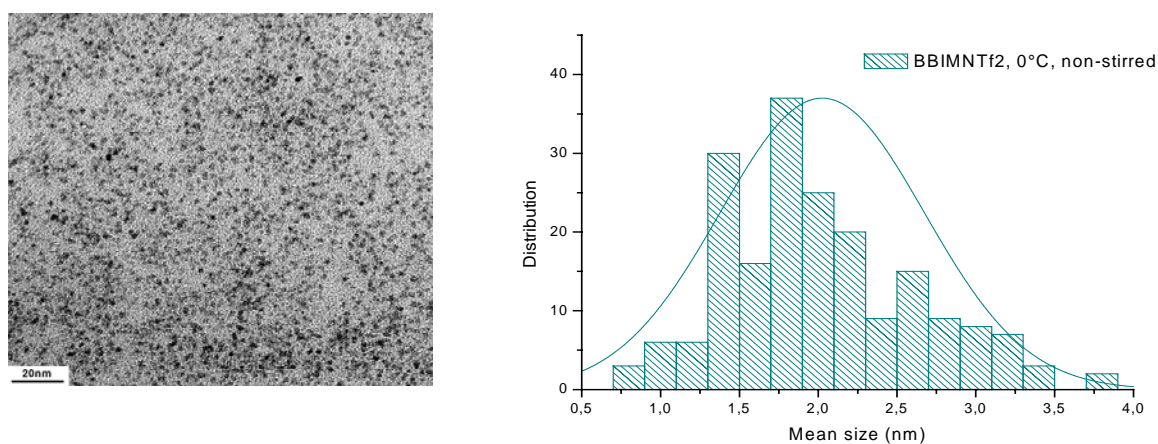 20nm
BBIMNTf2, 0°C, non-stirred
Distribution
40
30
20
10
0
0,5 1,0 1,5 2,0 2,5 3,0 3,5 4,0
Mean size (nm)